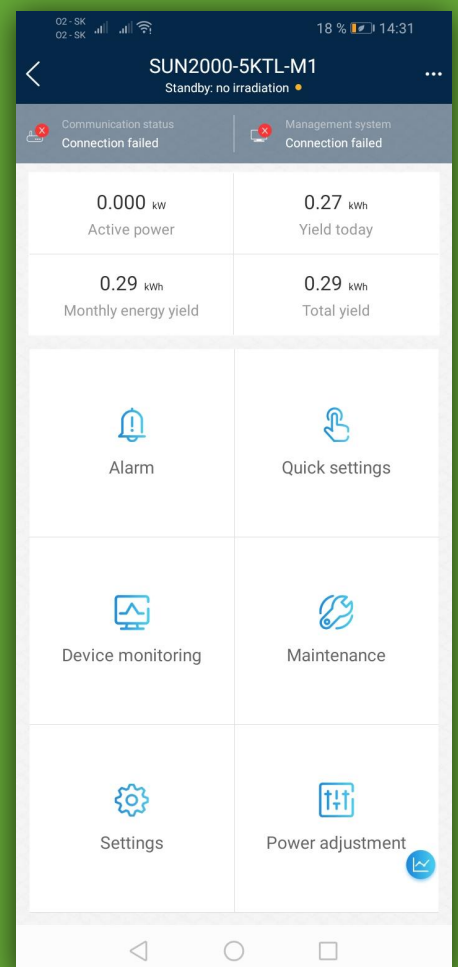 O2 - SK
O2 - SK
18 % 14:31
SUN2000-5KTL-M1
Standby: no irradiation
Communication status
Connection failed
Management system
Connection failed
0.000 kW
Active power
0.27 kWh
Yield today
0.29 kWh
Monthly energy yield
0.29 kWh
Total yield
Alarm
Quick settings
Device monitoring
Maintenance
Settings
Power adjustment